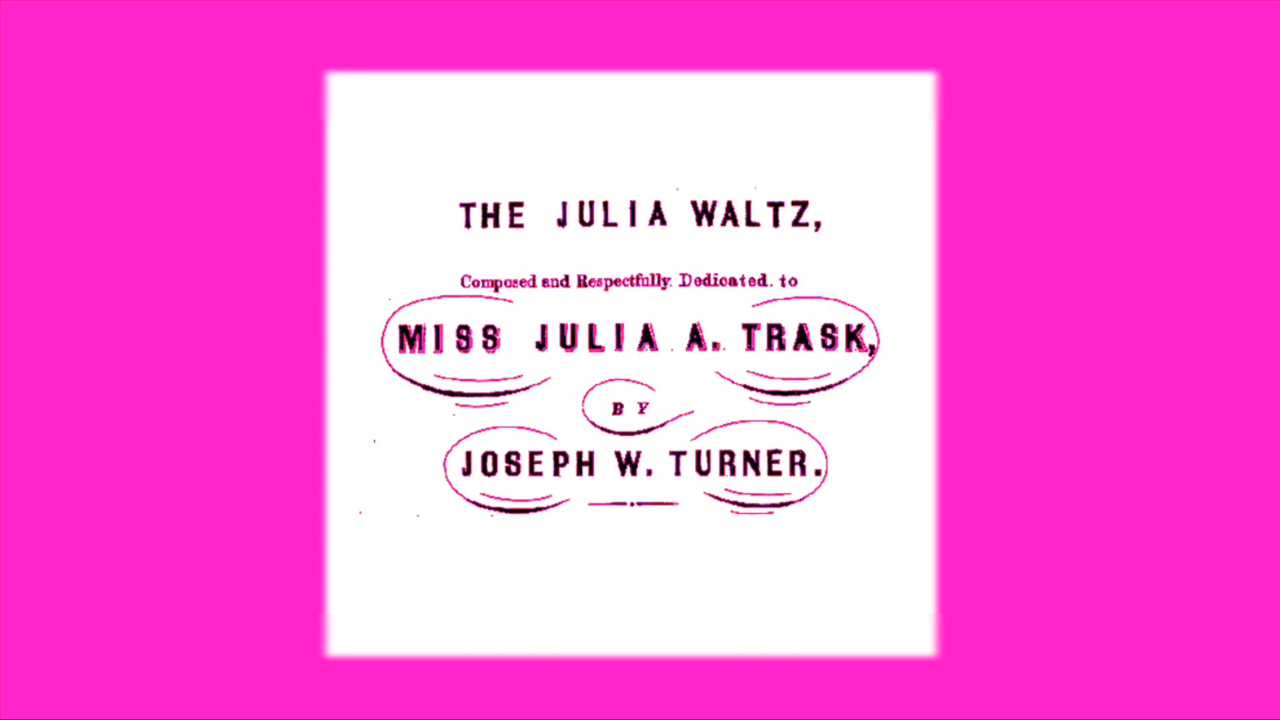 THE JULIA WALTZ,
Composed and Respectfully. Dedicated. to
MISS JULIA A. TRASK,
BY
JOSEPH W. TURNER.